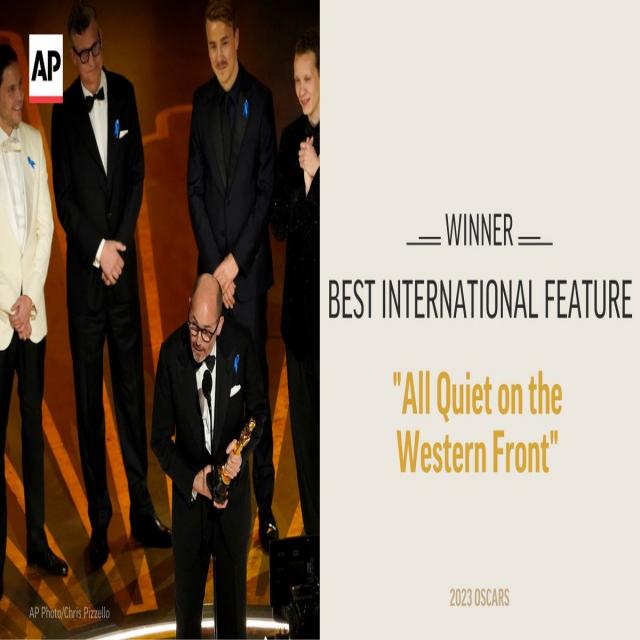 AP
WINNER
BEST INTERNATIONAL FEATURE
"All Quiet on the
Western Front"
2023 OSCARS
AP Photo/Chris Pizzello